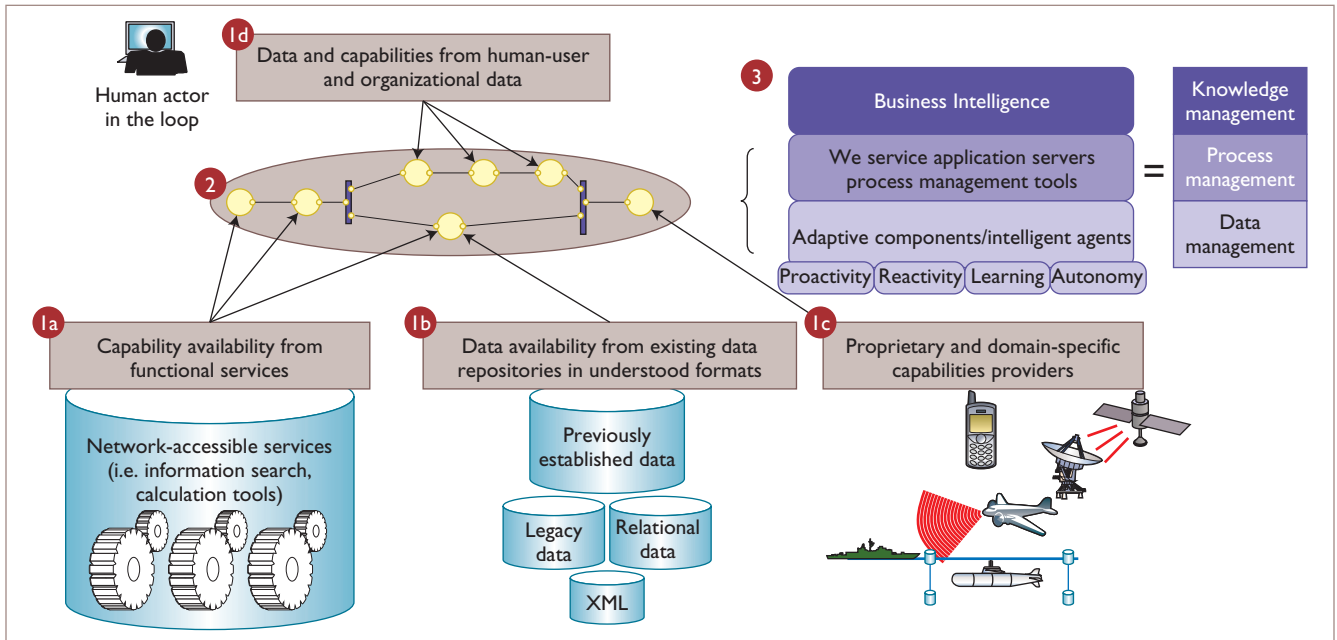 1d
Data and capabilities from human-user
and organizational data
Human actor
in the loop
2
3
Business Intelligence
We service application servers
process management tools
Adaptive components/intelligent agents
Proactivity
Reactivity
Learning
Autonomy
=
Knowledge
management
Process
management
Data
management
1a
Capability availability from
functional services
Network-accessible services
(i.e. information search,
calculation tools)
1b
Data availability from existing data
repositories in understood formats
Previously
established data
Legacy
data
Relational
data
XML
1c
Proprietary and domain-specific
capabilities providers